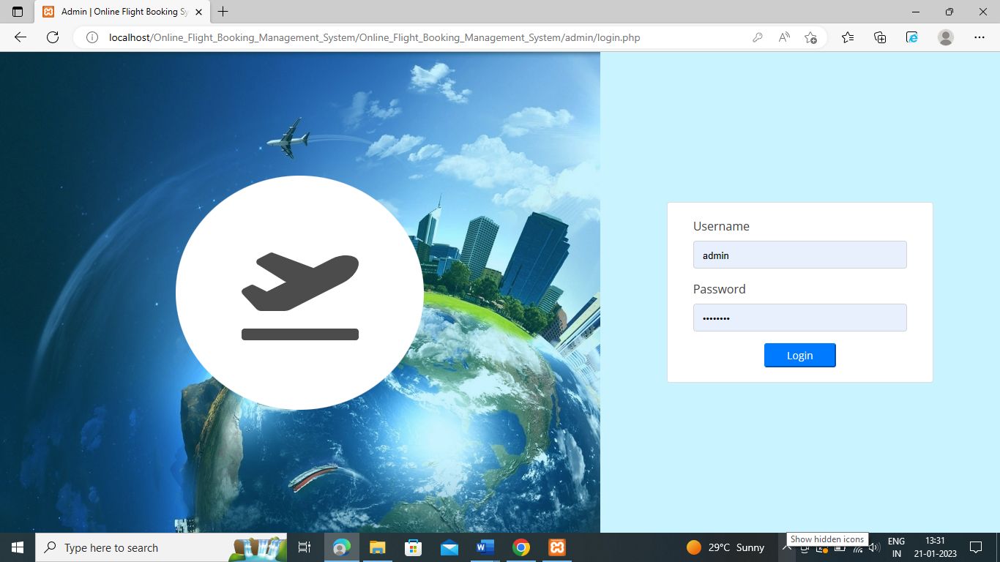 Admin | Online Flight Booking Sy
localhost/Online_Flight_Booking_Management_System/Online_Flight_Booking_Management_System/admin/login.php
Username
admin
Password
••••••••
Login
Show hidden icons
Type here to search
29°C Sunny
ENG
IN
13:31
21-01-2023